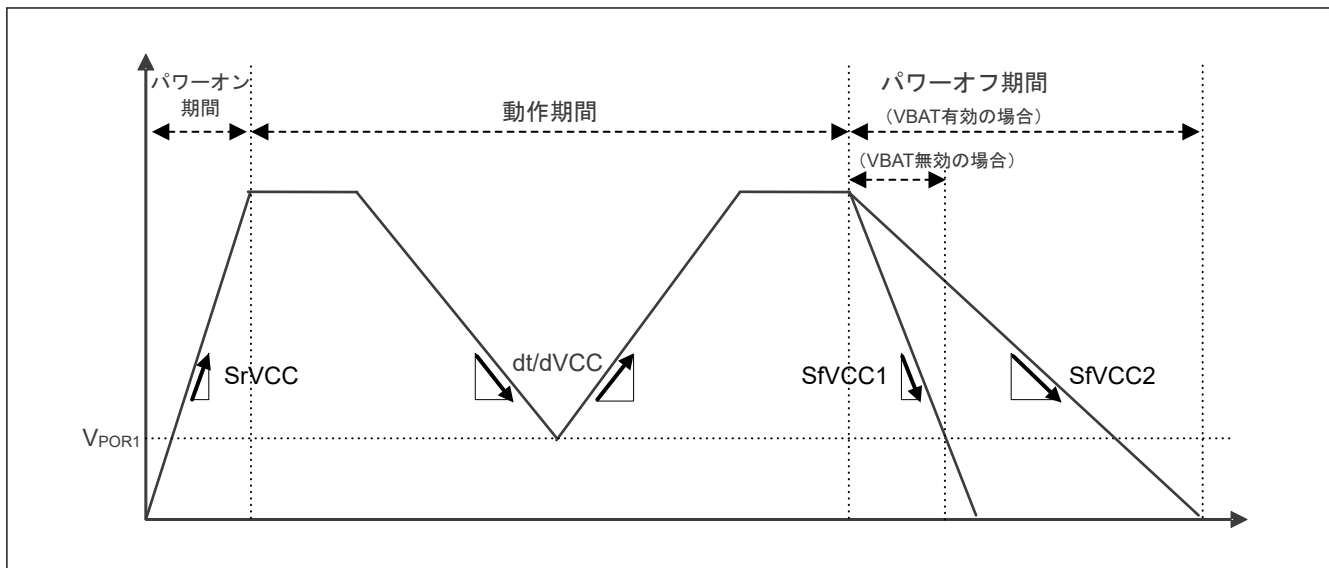 パワーオン
期間
動作期間
パワーオフ期間
（VBAT有効の場合）
（VBAT無効の場合）
SrVCC
dt/dVCC
SfVCC1
SfVCC2
VPOR1